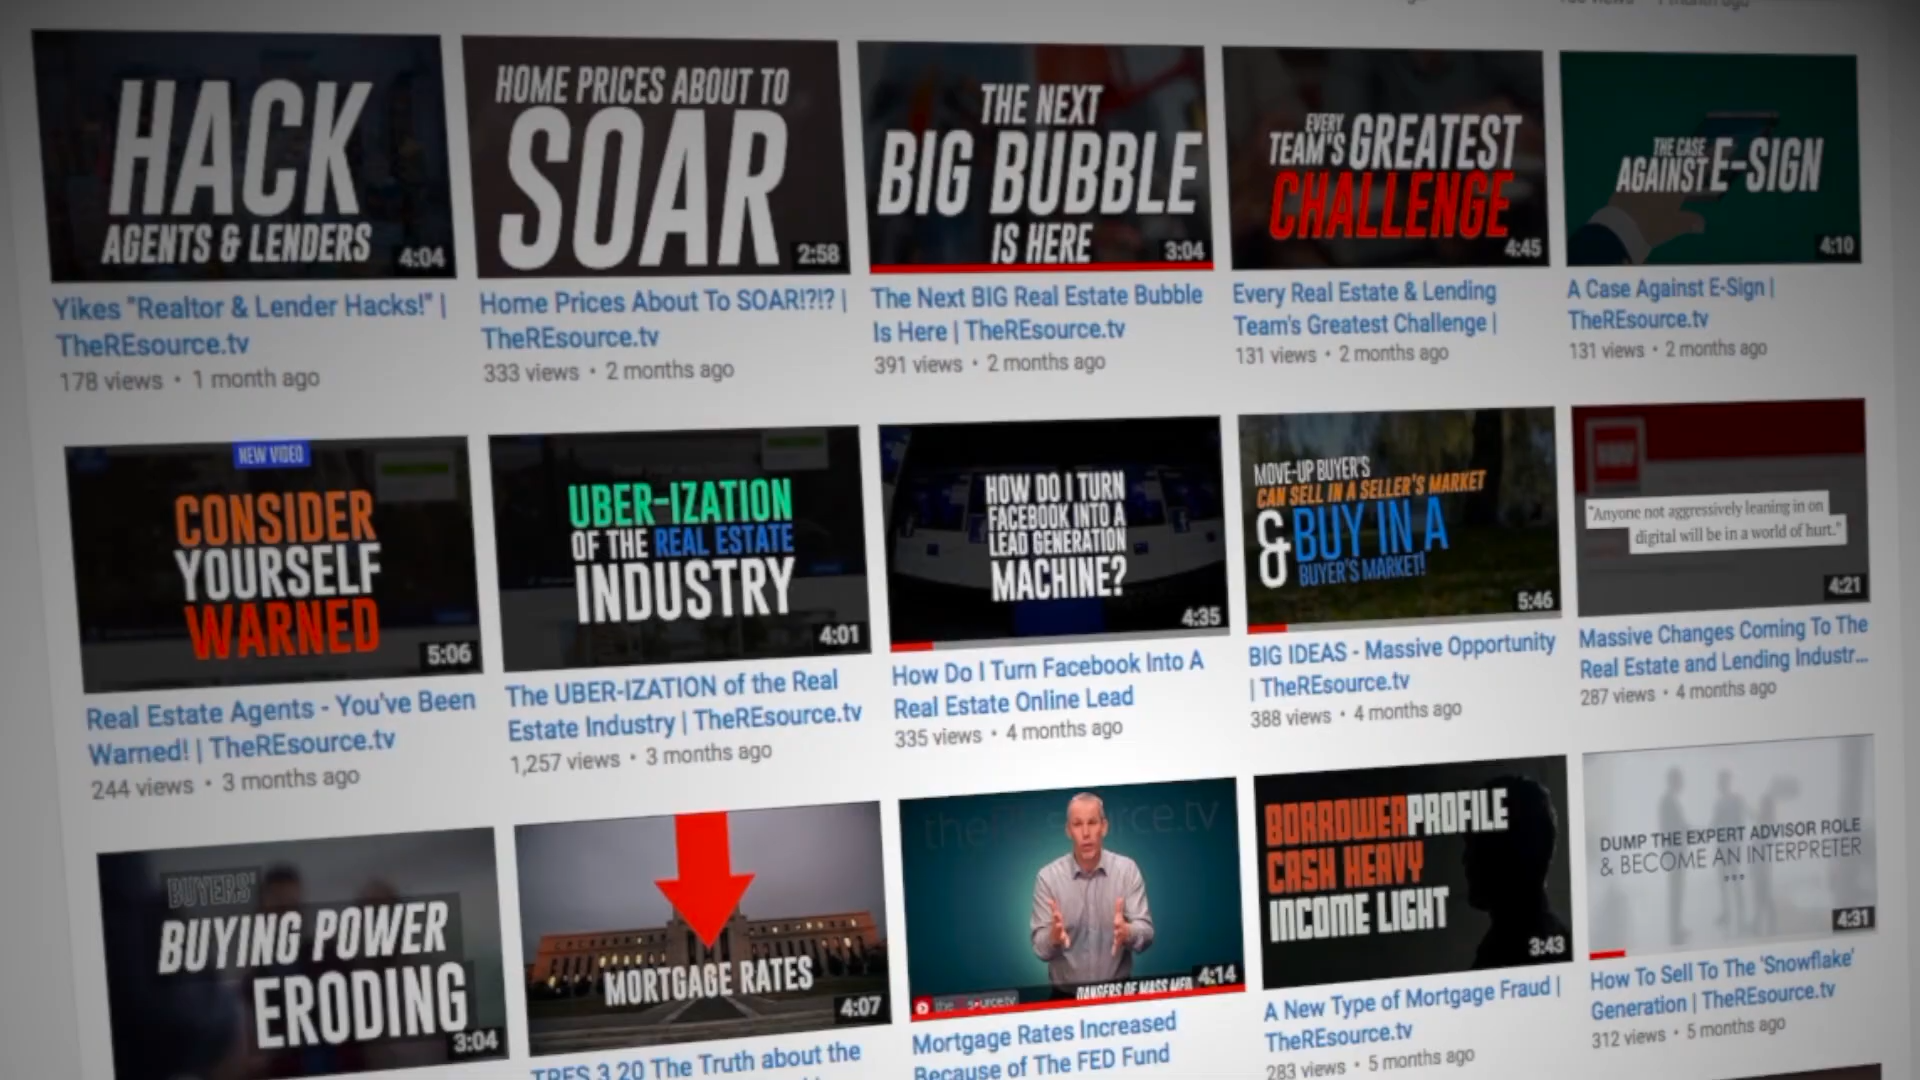 HACK
AGENTS & LENDERS
4:04
Yikes "Realtor & Lender Hacks!" |
TheREsource.tv
178 views • 1 month ago
HOME PRICES ABOUT TO
SOAR
2:58
Home Prices About To SOAR!?!? |
TheREsource.tv
333 views • 2 months ago
THE NEXT
BIG BUBBLE
IS HERE
3:04
The Next BIG Real Estate Bubble
Is Here | TheREsource.tv
391 views • 2 months ago
EVERY
TEAM'S GREATEST
CHALLENGE
4:45
Every Real Estate & Lending
Team's Greatest Challenge |
131 views • 2 months ago
THE CASE
AGAINST E-SIGN
4:10
A Case Against E-Sign |
TheREsource.tv
131 views • 2 months ago
NEW VIDEO
CONSIDER
YOURSELF
WARNED
5:06
Real Estate Agents - You've Been
Warned! | TheREsource.tv
244 views • 3 months ago
UBER-IZATION
OF THE REAL ESTATE
INDUSTRY
4:01
The UBER-IZATION of the Real
Estate Industry | TheREsource.tv
1,257 views • 3 months ago
HOW DO I TURN
FACEBOOK INTO A
LEAD GENERATION
MACHINE?
4:35
How Do I Turn Facebook Into A
Real Estate Online Lead
335 views • 4 months ago
MOVE-UP BUYER'S
CAN SELL IN A SELLER'S MARKET
& BUY IN A
BUYER'S MARKET!
5:46
BIG IDEAS - Massive Opportunity
| TheREsource.tv
388 views • 4 months ago
"Anyone not aggressively leaning in on
digital will be in a world of hurt."
4:21
Massive Changes Coming To The
Real Estate and Lending Industr...
287 views • 4 months ago
BUYERS'
BUYING POWER
ERODING
3:04
MORTGAGE RATES
4:07
TRES 3.20 The Truth about the
DANGERS OF MASS MED
4:14
Mortgage Rates Increased
Because of The FED Fund
BORROWER PROFILE
CASH HEAVY
INCOME LIGHT
3:43
A New Type of Mortgage Fraud |
TheREsource.tv
283 views • 5 months ago
DUMP THE EXPERT ADVISOR ROLE
& BECOME AN INTERPRETER
4:31
How To Sell To The 'Snowflake'
Generation | TheREsource.tv
312 views • 5 months ago